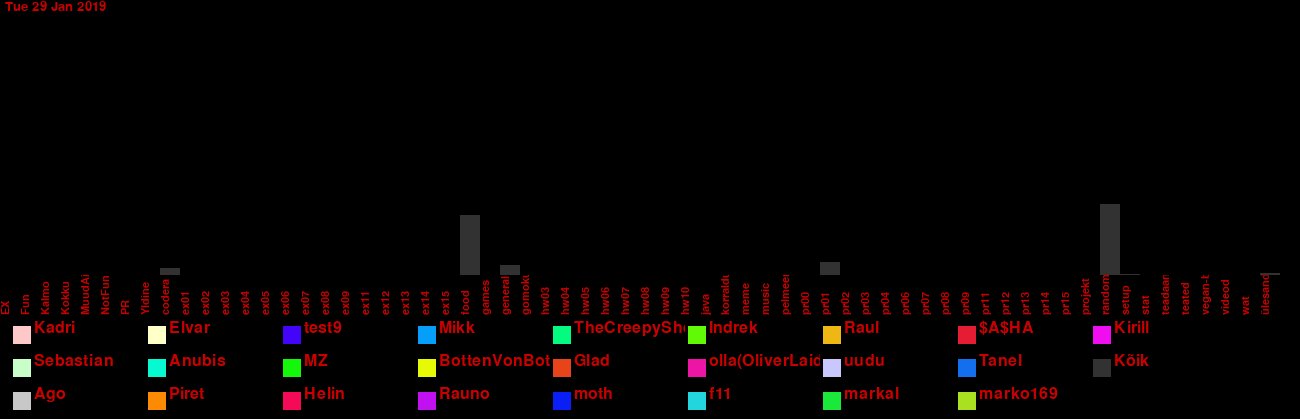 Tue 29 Jan 2019
EX Fun Kalmo Kokku MuudAi NotFun PR Yldine codera ex01 ex02 ex03 ex04 ex05 ex06 ex07 ex08 ex09 ex11 ex12 ex13 ex14 ex15 food games general gomoku hw03 hw04 hw05 hw06 hw07 hw08 hw09 hw10 java korraldu meme music pelmeen pr00 pr01 pr02 pr03 pr04 pr06 pr07 pr08 pr09 pr11 pr12 pr13 pr14 pr15 projekt random setup stat teadaan teated vegan-t videod wat ülesand
Kadri Elvar test9 Mikk TheCreepyShe Indrek Raul $A$HA Kirill
Sebastian Anubis MZ BottenVonBot Glad olla(OliverLaid uudu Tanel Kõik
Ago Piret Helin Rauno moth f11 markal marko169